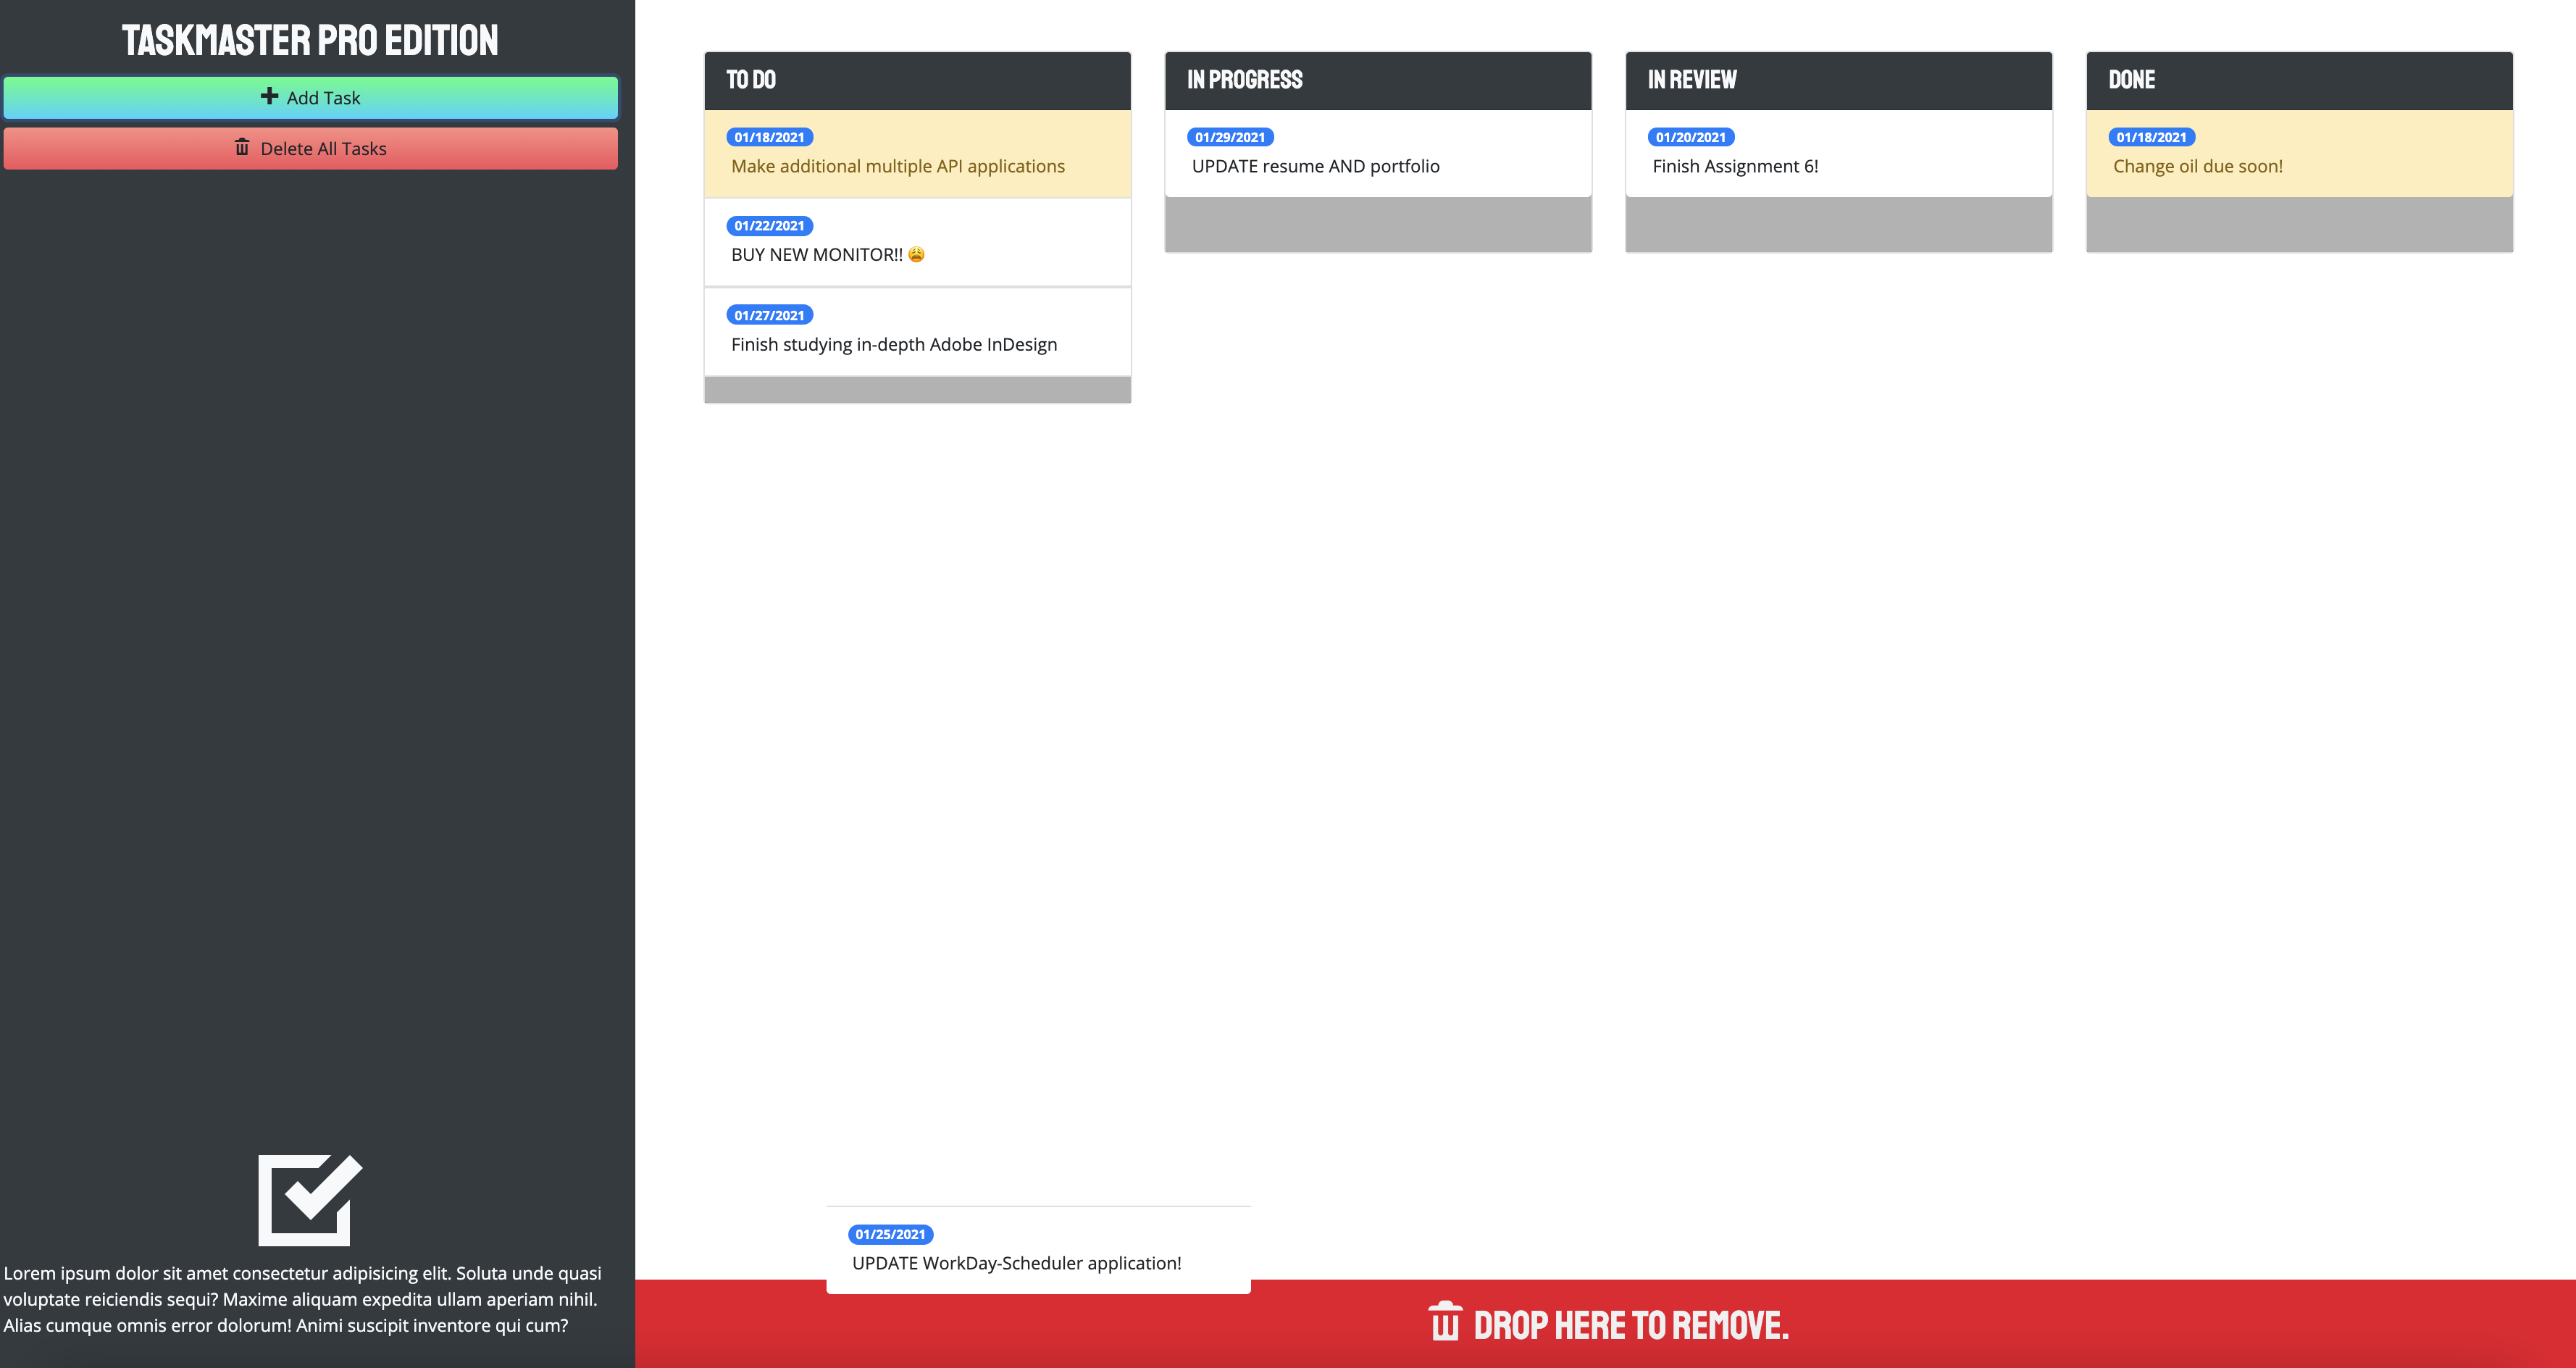 TASKMASTER PRO EDITION
Add Task
Delete All Tasks
Lorem ipsum dolor sit amet consectetur adipisicing elit. Soluta unde quasi
voluptate reiciendis sequi? Maxime aliquam expedita ullam aperiam nihil.
Alias cumque omnis error dolorum! Animi suscipit inventore qui cum?
TO DO
01/18/2021
Make additional multiple API applications
01/22/2021
BUY NEW MONITOR!! 😩
01/27/2021
Finish studying in-depth Adobe InDesign
IN PROGRESS
01/29/2021
UPDATE resume AND portfolio
IN REVIEW
01/20/2021
Finish Assignment 6!
DONE
01/18/2021
Change oil due soon!
01/25/2021
UPDATE WorkDay-Scheduler application!
DROP HERE TO REMOVE.